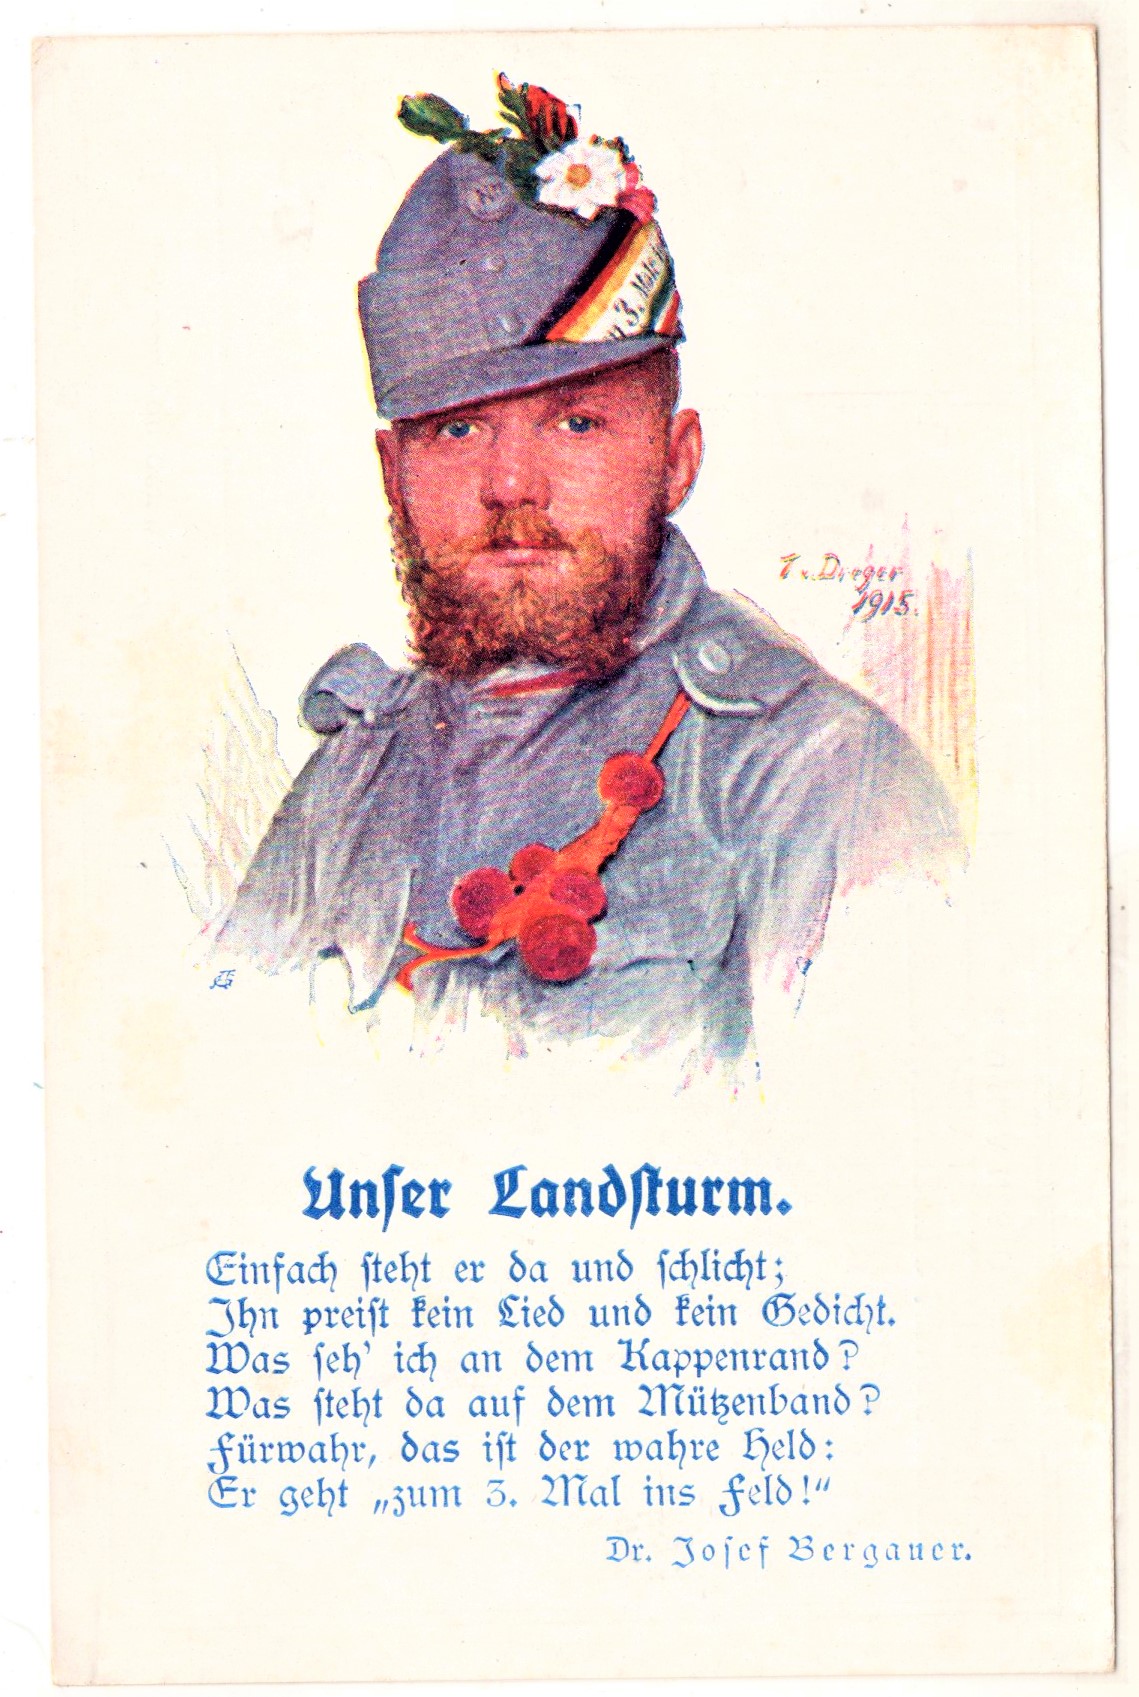 3. Mal
1915.
Unser Landsturm.
Einfach steht er da und schlicht;
Ihn preist kein Lied und kein Gedicht.
Was seh' ich an dem Kappenrand?
Was steht da auf dem Mützenband?
Fürwahr, das ist der wahre Held:
Er geht „zum 3. Mal ins Feld!“
Dr. Josef Bergauer.